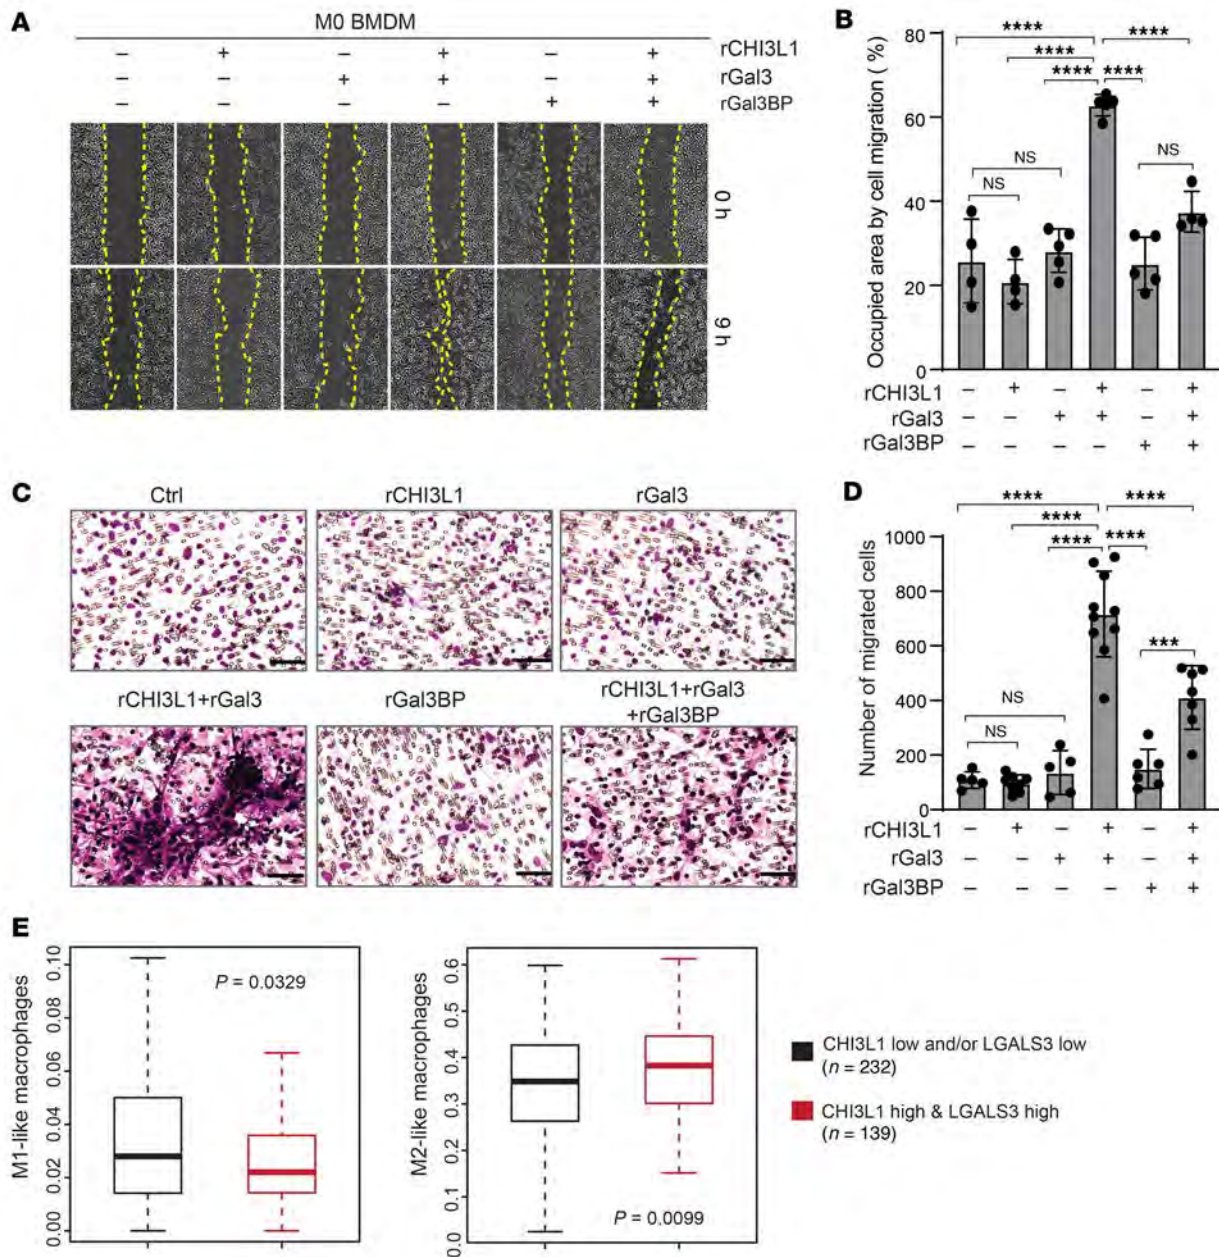 A
M0 BMDM
– + – + – + rCHI3L1
– – + + – + rGal3
– – – – + + rGal3BP
0 h
9 h
B
Occupied area by cell migration ( %)
80
60
40
20
0
**** ****
****
**** ****
NS NS
NS
rCHI3L1 – + – + – +
rGal3 – – + + – +
rGal3BP – – – – + +
C
Ctrl rCHI3L1 rGal3
rCHI3L1+rGal3 rGal3BP rCHI3L1+rGal3
+rGal3BP
D
Number of migrated cells
1000
800
600
400
200
0
**** ****
****
**** ****
***
NS
NS
rCHI3L1 – + – + – +
rGal3 – – + + – +
rGal3BP – – – – + +
E
M1-like macrophages
0.10
0.08
0.06
0.04
0.02
0.00
P = 0.0329
M2-like macrophages
0.6
0.5
0.4
0.3
0.2
0.1
0.0
P = 0.0099
CHI3L1 low and/or LGALS3 low
(n = 232)
CHI3L1 high & LGALS3 high
(n = 139)